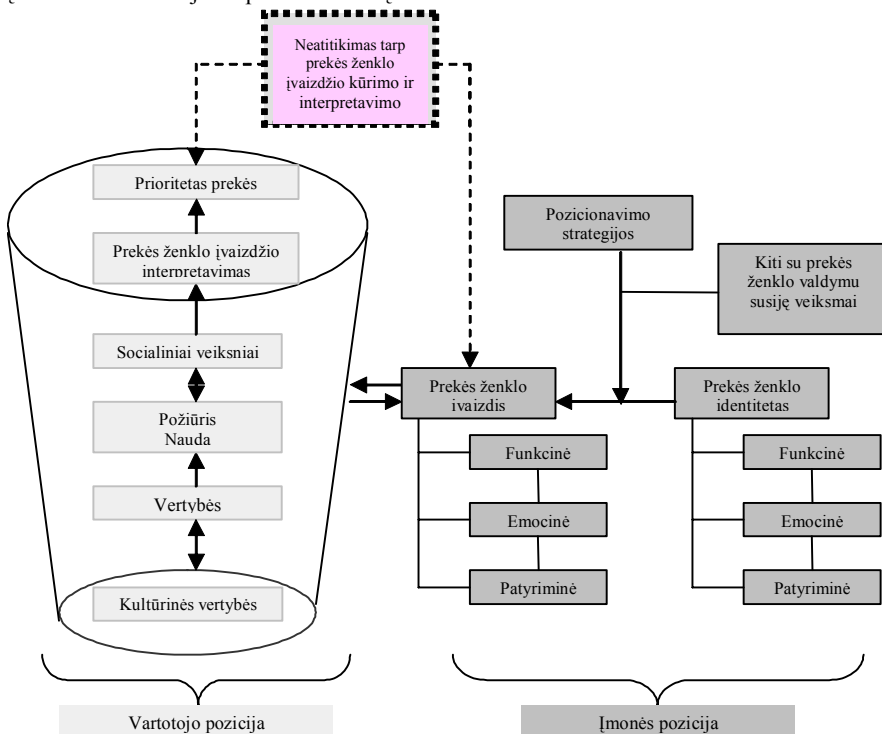 Neatitikimas tarp
prekės ženklo
įvaizdžio kūrimo ir
interpretavimo
Prioritetas prekės
Prekės ženklo įvaizdžio
interpretavimas
Socialiniai veiksniai
Požiūris
Nauda
Vertybės
Kultūrinės vertybės
Pozicionavimo
strategijos
Kiti su prekės
ženklo valdymu
susiję veiksmai
Prekės ženklo
ivaizdis
Prekės ženklo
identitetas
Funkcinė
Emocinė
Patyriminė
Funkcinė
Emocinė
Patyriminė
Vartotojo pozicija
Įmonės pozicija